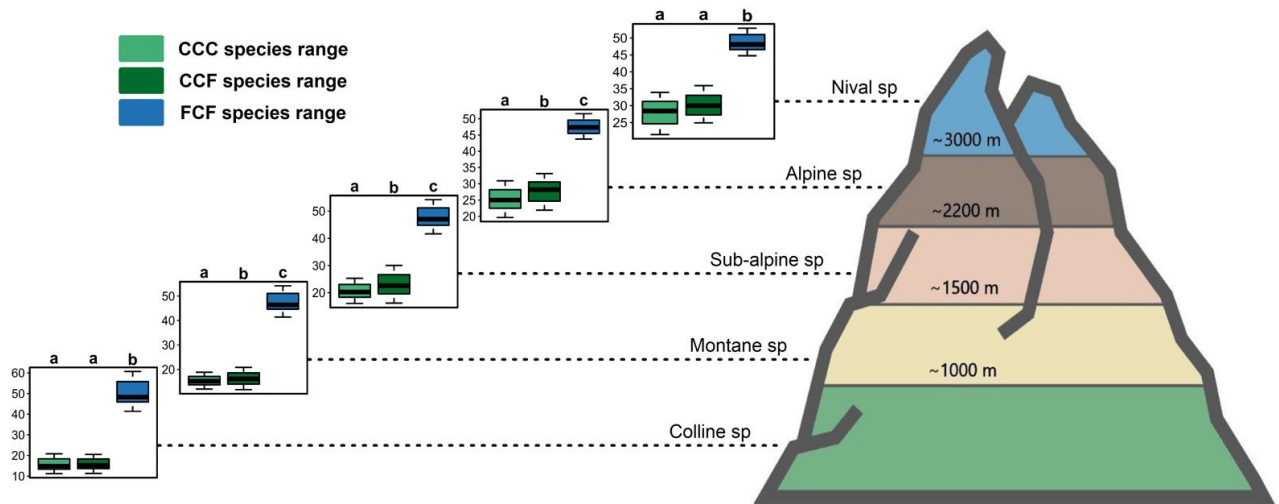 CCC species range
CCF species range
FCF species range
a a b
50
45
40
35
30
25
Nival sp
a b c
50
45
40
35
30
25
20
Alpine sp
a b c
50
40
30
20
Sub-alpine sp
a b c
50
40
30
20
Montane sp
a a b
60
50
40
30
20
10
Colline sp
~3000 m
~2200 m
~1500 m
~1000 m